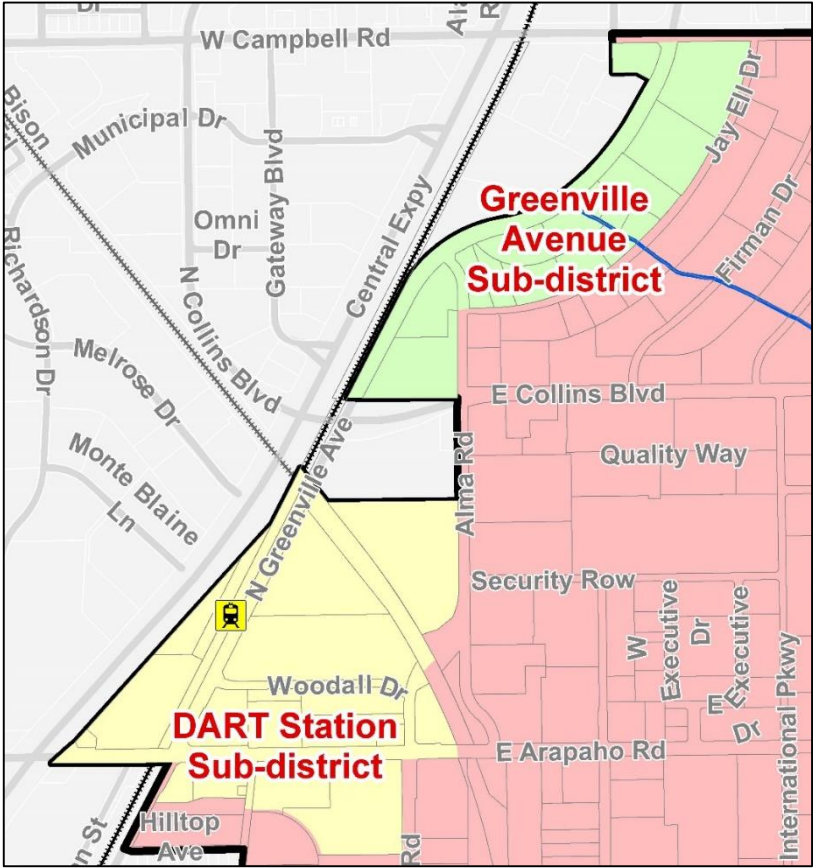 Dr
W Campbell Rd
Bison
Municipal Dr
Jay Ell Dr
Omni
Dr
Gateway Blvd
Central Expy
Greenville
Avenue
Sub-district
Firman Dr
Richardson Dr
N Collins Blvd
Melrose Dr
E Collins Blvd
Monte Blaine
Ln
N Greenville Ave
Alma Rd
Quality Way
Security Row
W
Executive
Dr
E Executive
Dr
International Pkwy
Woodall Dr
DART Station
Sub-district
E Arapaho Rd
Hilltop
Ave
Rd